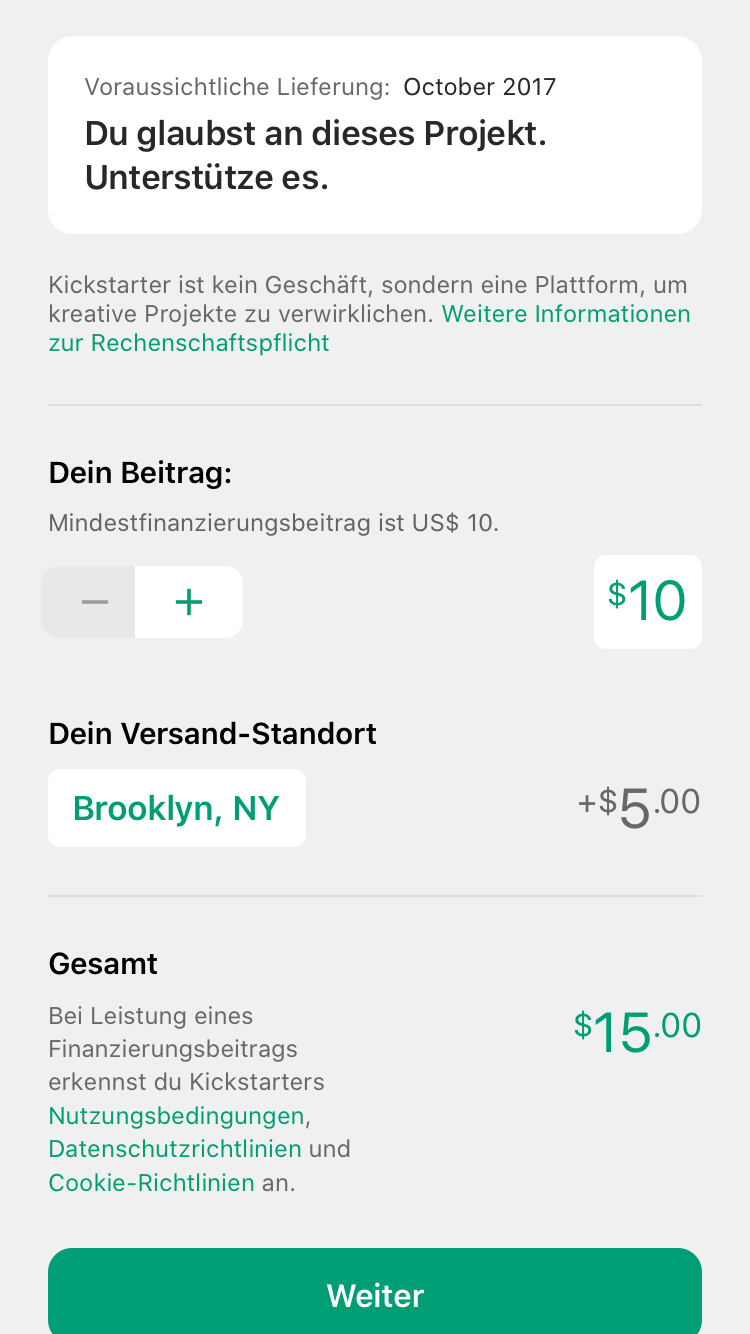 Voraussichtliche Lieferung: October 2017
Du glaubst an dieses Projekt.
Unterstütze es.
Kickstarter ist kein Geschäft, sondern eine Plattform, um
kreative Projekte zu verwirklichen. Weitere Informationen
zur Rechenschaftspflicht
Dein Beitrag:
Mindestfinanzierungsbeitrag ist US$ 10.
− +
$10
Dein Versand-Standort
Brooklyn, NY
+$5.00
Gesamt
Bei Leistung eines
Finanzierungsbeitrags
erkennst du Kickstarters
Nutzungsbedingungen,
Datenschutzrichtlinien und
Cookie-Richtlinien an.
$15.00
Weiter